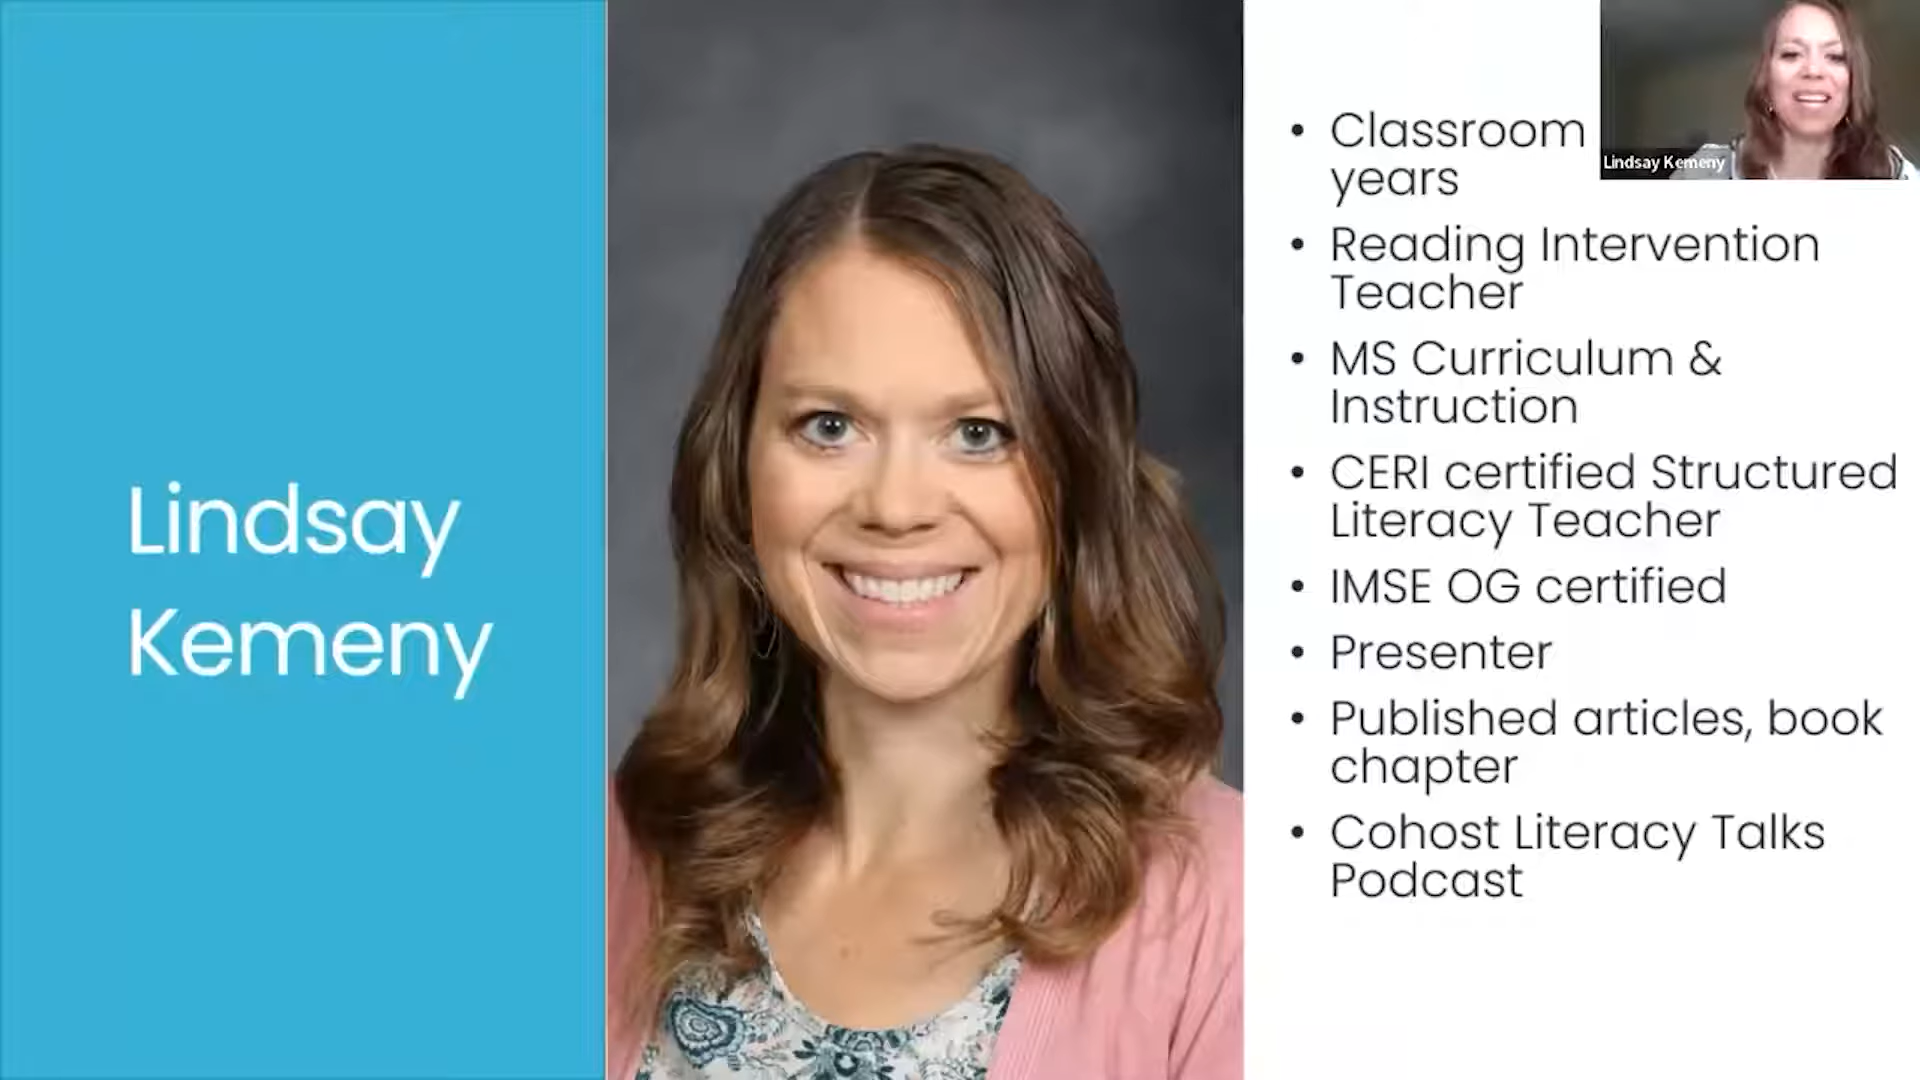 Lindsay
Kemeny
• Classroom
years
• Reading Intervention
Teacher
• MS Curriculum &
Instruction
• CERI certified Structured
Literacy Teacher
• IMSE OG certified
• Presenter
• Published articles, book
chapter
• Cohost Literacy Talks
Podcast
Lindsay Kemeny